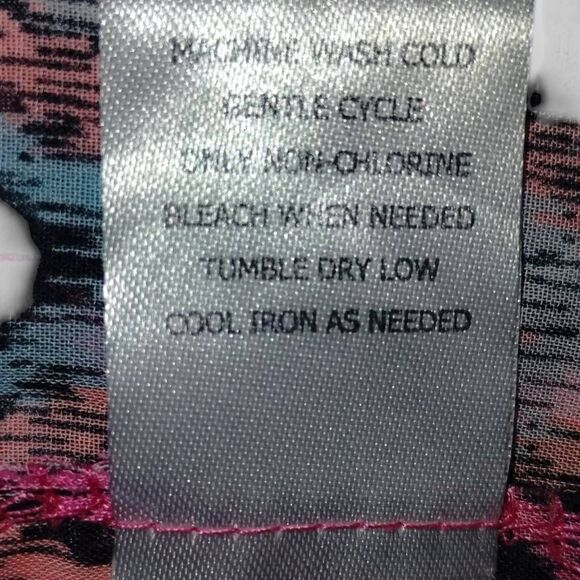 MACHINE WASH COLD
GENTLE CYCLE
ONLY NON-CHLORINE
BLEACH WHEN NEEDED
TUMBLE DRY LOW
COOL IRON AS NEEDED